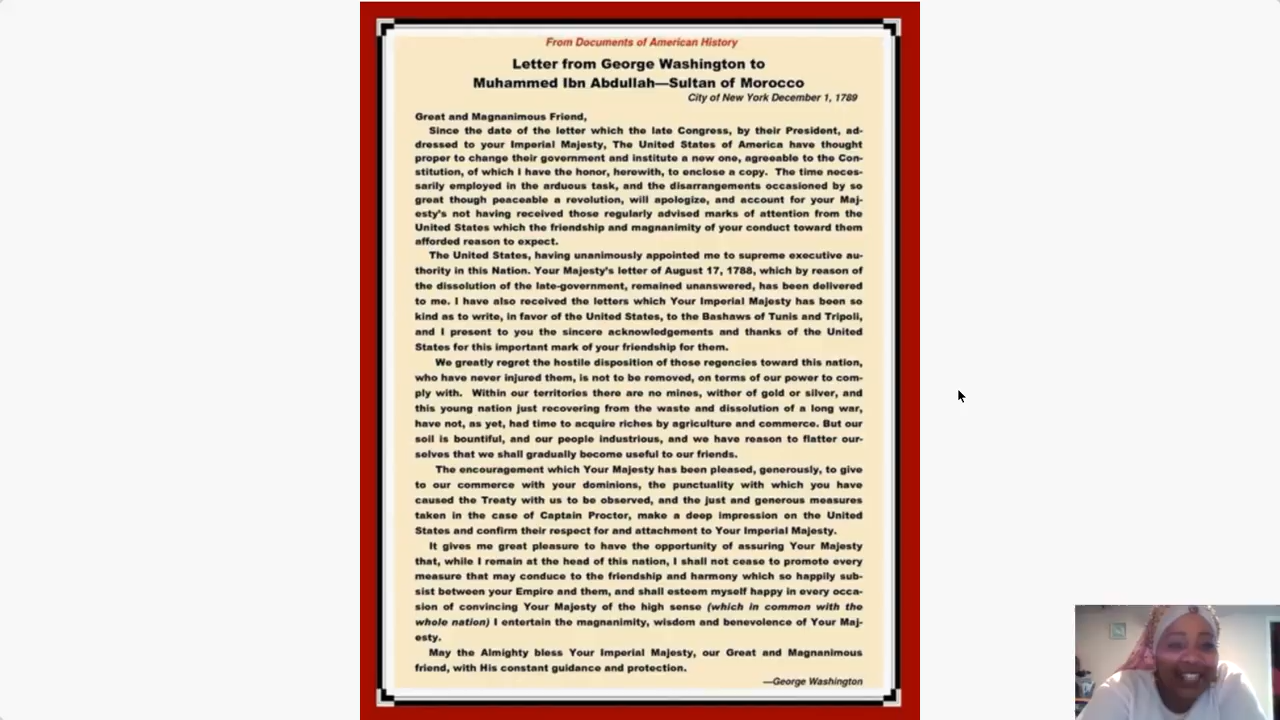 From Documents of American History
Letter from George Washington to
Muhammed Ibn Abdullah—Sultan of Morocco
City of New York December 1, 1789
Great and Magnanimous Friend,
Since the date of the letter which the late Congress, by their President, ad-
dressed to your Imperial Majesty, The United States of America have thought
proper to change their government and institute a new one, agreeable to the Con-
stitution, of which I have the honor, herewith, to enclose a copy. The time neces-
sarily employed in the arduous task, and the disarrangements occasioned by so
great though peaceable a revolution, will apologize, and account for your Maj-
esty's not having received those regularly advised marks of attention from the
United States which the friendship and magnanimity of your conduct toward them
afforded reason to expect.
The United States, having unanimously appointed me to supreme executive au-
thority in this Nation. Your Majesty's letter of August 17, 1788, which by reason of
the dissolution of the late-government, remained unanswered, has been delivered
to me. I have also received the letters which Your Imperial Majesty has been so
kind as to write, in favor of the United States, to the Bashaws of Tunis and Tripoli,
and I present to you the sincere acknowledgements and thanks of the United
States for this important mark of your friendship for them.
We greatly regret the hostile disposition of those regencies toward this nation,
who have never injured them, is not to be removed, on terms of our power to com-
ply with. Within our territories there are no mines, wither of gold or silver, and
this young nation just recovering from the waste and dissolution of a long war,
have not, as yet, had time to acquire riches by agriculture and commerce. But our
soil is bountiful, and our people industrious, and we have reason to flatter our-
selves that we shall gradually become useful to our friends.
The encouragement which Your Majesty has been pleased, generously, to give
to our commerce with your dominions, the punctuality with which you have
caused the Treaty with us to be observed, and the just and generous measures
taken in the case of Captain Proctor, make a deep impression on the United
States and confirm their respect for and attachment to Your Imperial Majesty.
It gives me great pleasure to have the opportunity of assuring Your Majesty
that, while I remain at the head of this nation, I shall not cease to promote every
measure that may conduce to the friendship and harmony which so happily sub-
sist between your Empire and them, and shall esteem myself happy in every occa-
sion of convincing Your Majesty of the high sense (which in common with the
whole nation) I entertain the magnanimity, wisdom and benevolence of Your Maj-
esty.
May the Almighty bless Your Imperial Majesty, our Great and Magnanimous
friend, with His constant guidance and protection.
—George Washington